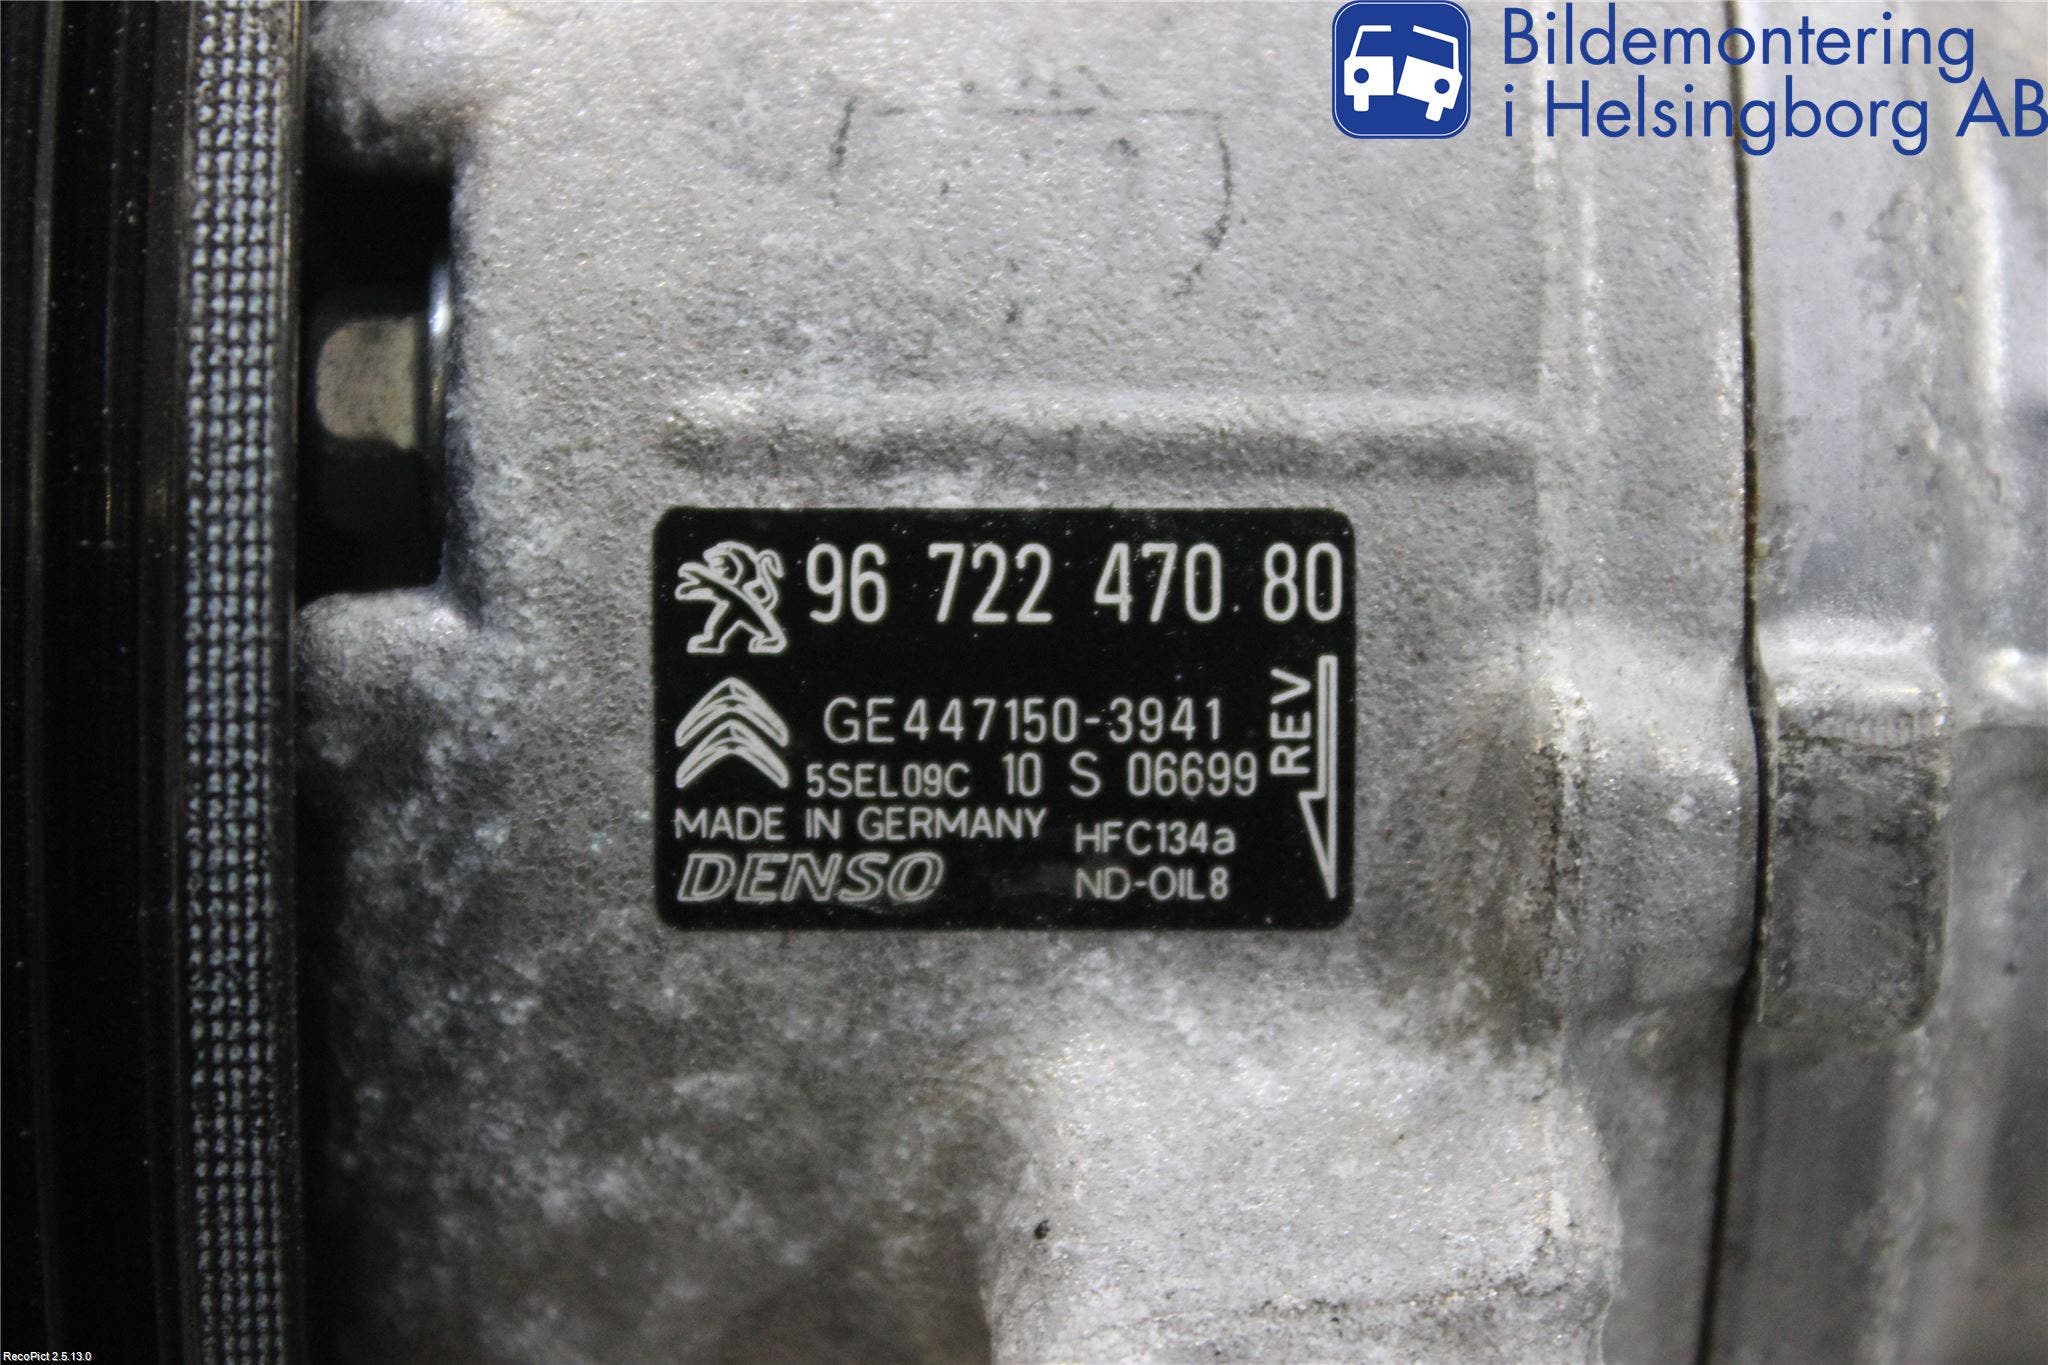 Bildemontering
i Helsingborg AB
96 722 470 80
GE447150-3941
5SEL09C 10 S 06699
REV
MADE IN GERMANY
HFC134a
DENSO
ND-OIL8
RecoPict 2.5.13.0